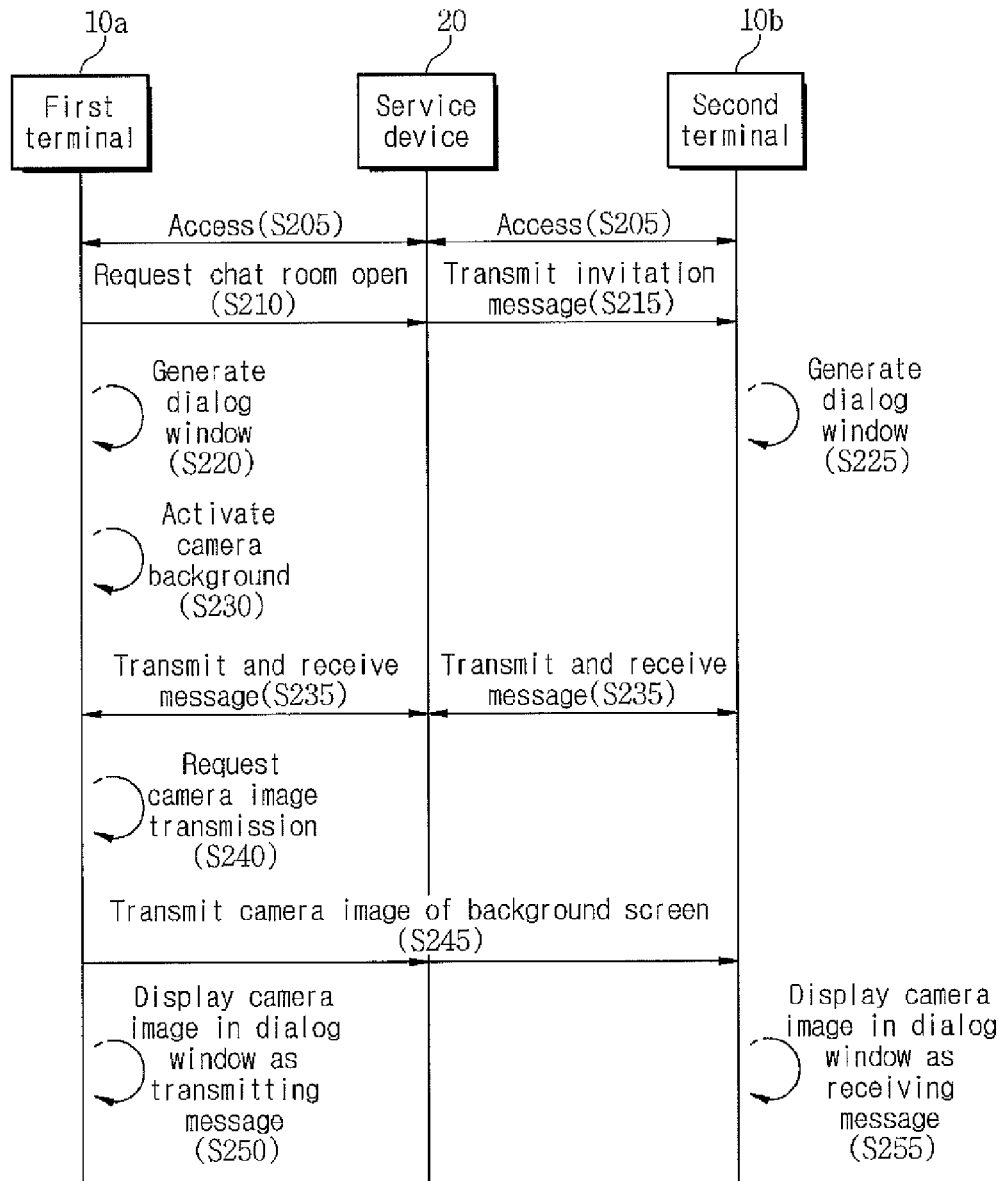 10a
20
10b
First
terminal
Service
device
Second
terminal
Access(S205)
Access(S205)
Request chat room open
(S210)
Transmit invitation
message(S215)
Generate
dialog
window
(S220)
Generate
dialog
window
(S225)
Activate
camera
background
(S230)
Transmit and receive
message(S235)
Transmit and receive
message(S235)
Request
camera image
transmission
(S240)
Transmit camera image of background screen
(S245)
Display camera
image in dialog
window as
transmitting
message
(S250)
Display camera
image in dialog
window as
receiving
message
(S255)